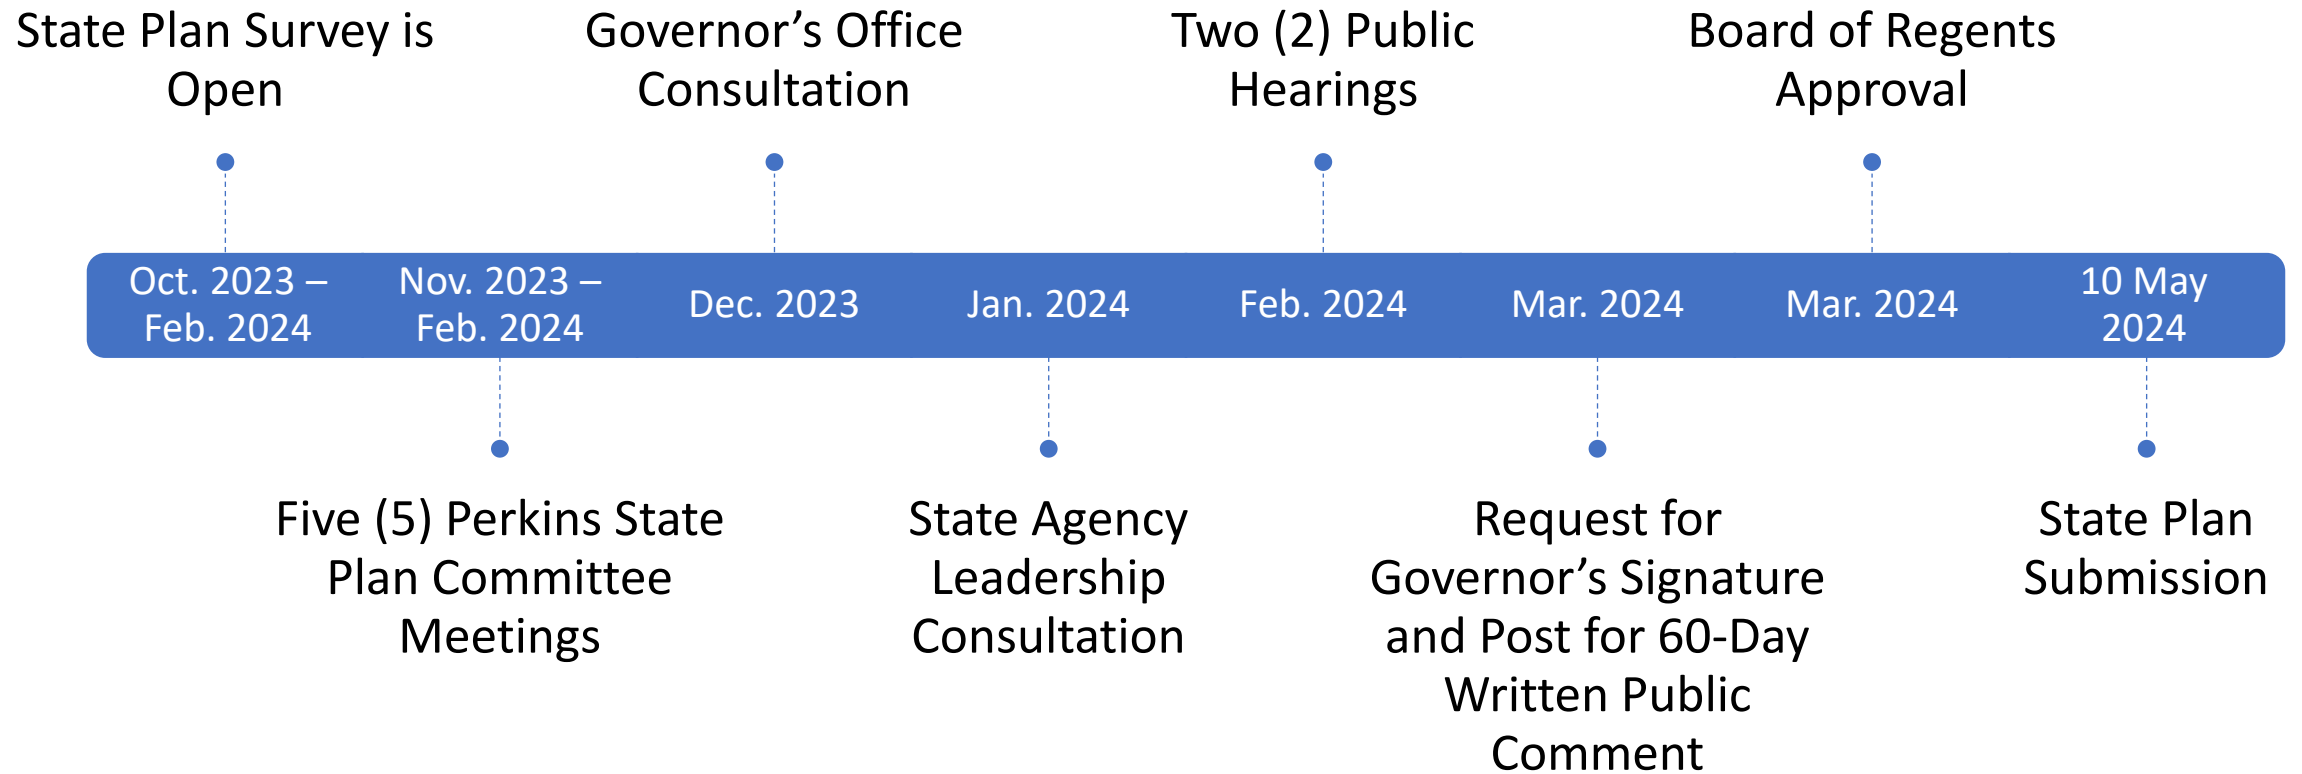 State Plan Survey is
Open
Governor’s Office
Consultation
Two (2) Public
Hearings
Board of Regents
Approval
Oct. 2023 –
Feb. 2024
Nov. 2023 –
Feb. 2024
Dec. 2023
Jan. 2024
Feb. 2024
Mar. 2024
Mar. 2024
10 May
2024
Five (5) Perkins State
Plan Committee
Meetings
State Agency
Leadership
Consultation
Request for
Governor’s Signature
and Post for 60-Day
Written Public
Comment
State Plan
Submission